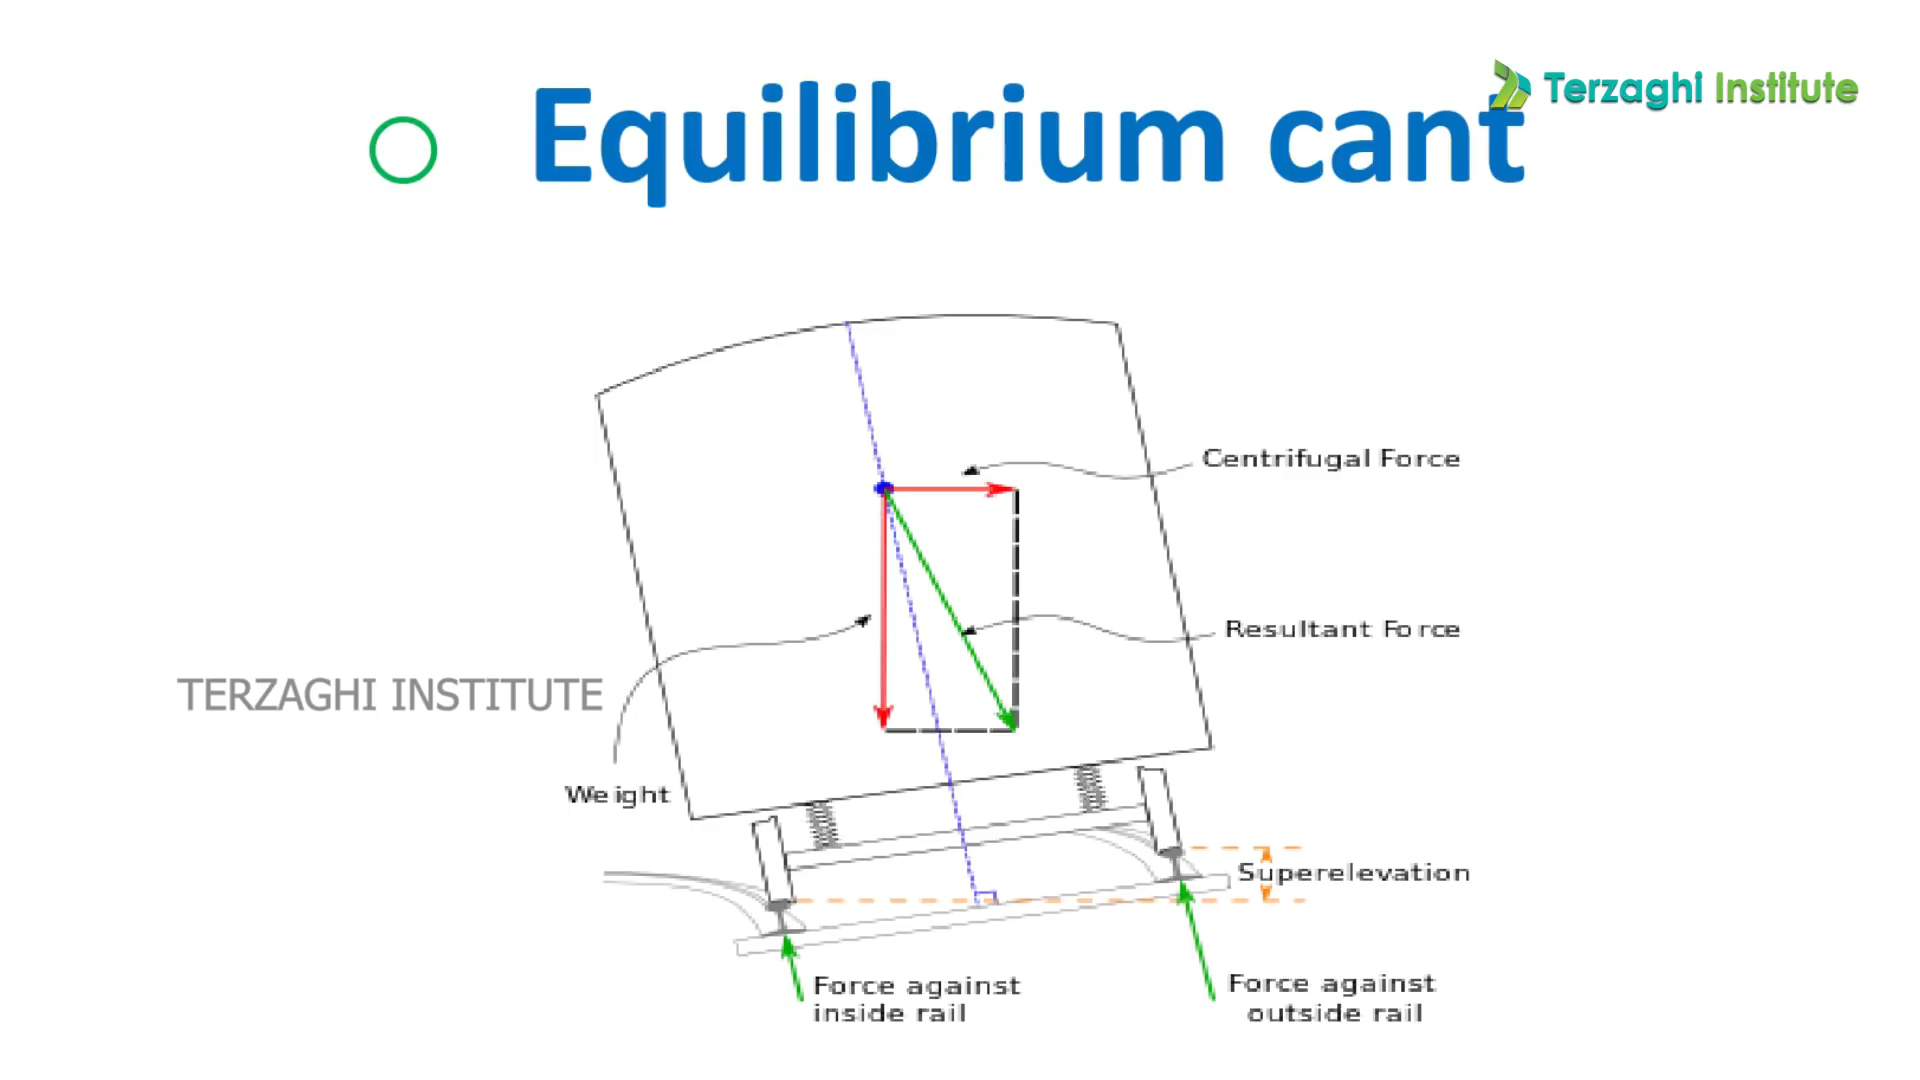 Terzaghi Institute
Equilibrium cant
Centrifugal Force
Resultant Force
TERZAGHI INSTITUTE
Weight
Superelevation
Force against
inside rail
Force against
outside rail